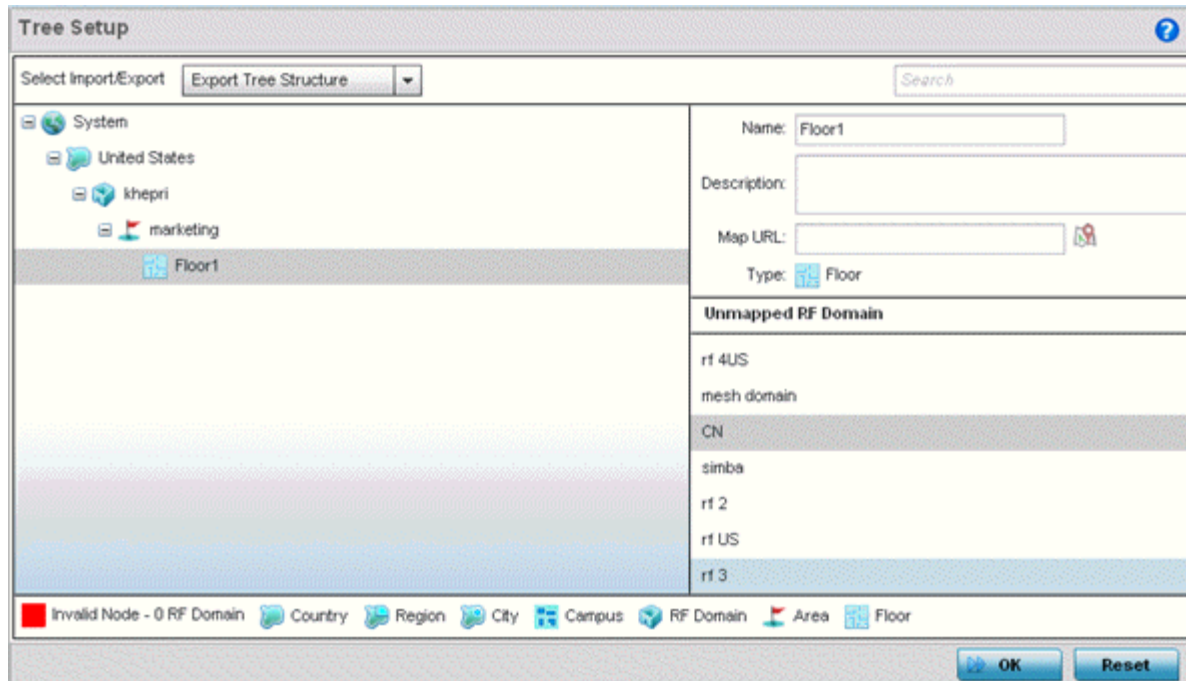 Tree Setup
Select Import/Export Export Tree Structure Search
System
United States
khepri
marketing
Floor1
Name: Floor1
Description:
Map URL:
Type: Floor
Unmapped RF Domain
rf 4US
mesh domain
CN
simba
rf 2
rf US
rf 3
Invalid Node - 0 RF Domain Country Region City Campus RF Domain Area Floor
OK Reset